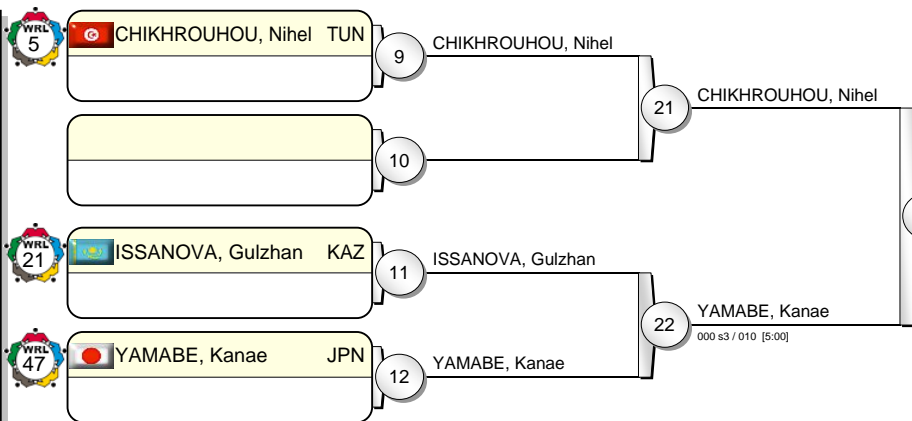 WRL
5
CHIKHROUHOU, Nihel TUN
9
CHIKHROUHOU, Nihel
21
CHIKHROUHOU, Nihel
10
WRL
21
ISSANOVA, Gulzhan KAZ
11
ISSANOVA, Gulzhan
22
YAMABE, Kanae
000 s3 / 010 [5:00]
WRL
47
YAMABE, Kanae JPN
12
YAMABE, Kanae